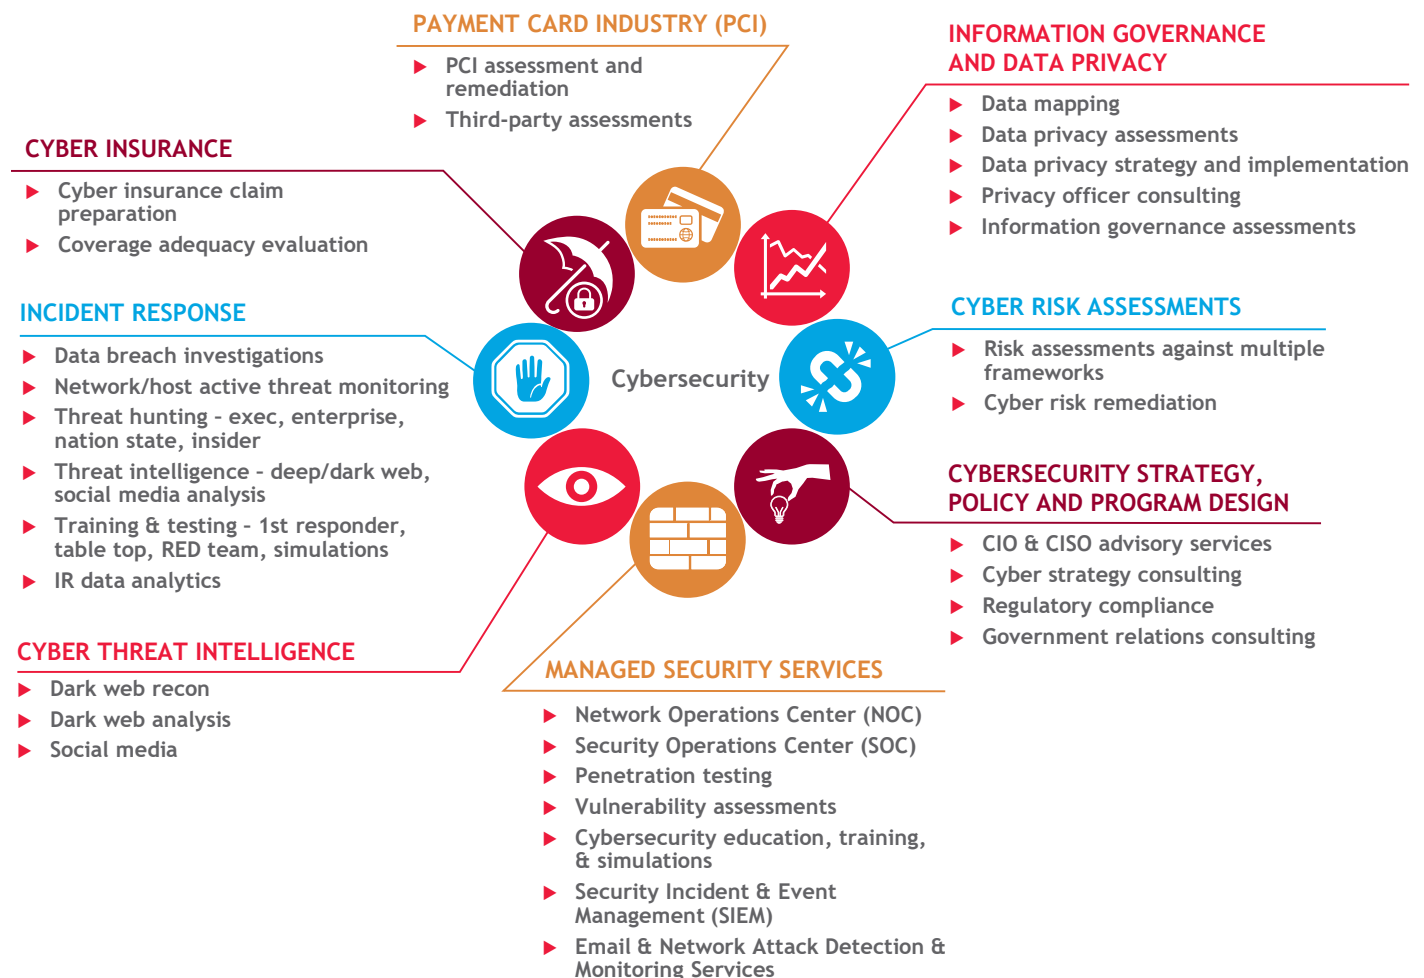 PAYMENT CARD INDUSTRY (PCI)
PCI assessment and
remediation
Third-party assessments
INFORMATION GOVERNANCE
AND DATA PRIVACY
Data mapping
Data privacy assessments
Data privacy strategy and implementation
Privacy officer consulting
Information governance assessments
CYBER INSURANCE
Cyber insurance claim
preparation
Coverage adequacy evaluation
INCIDENT RESPONSE
Data breach investigations
Network/host active threat monitoring
Threat hunting – exec, enterprise,
nation state, insider
Threat intelligence – deep/dark web,
social media analysis
Training & testing – 1st responder,
table top, RED team, simulations
IR data analytics
Cybersecurity
CYBER RISK ASSESSMENTS
Risk assessments against multiple
frameworks
Cyber risk remediation
CYBERSECURITY STRATEGY,
POLICY AND PROGRAM DESIGN
CIO & CISO advisory services
Cyber strategy consulting
Regulatory compliance
Government relations consulting
CYBER THREAT INTELLIGENCE
Dark web recon
Dark web analysis
Social media
MANAGED SECURITY SERVICES
Network Operations Center (NOC)
Security Operations Center (SOC)
Penetration testing
Vulnerability assessments
Cybersecurity education, training,
& simulations
Security Incident & Event
Management (SIEM)
Email & Network Attack Detection &
Monitoring Services